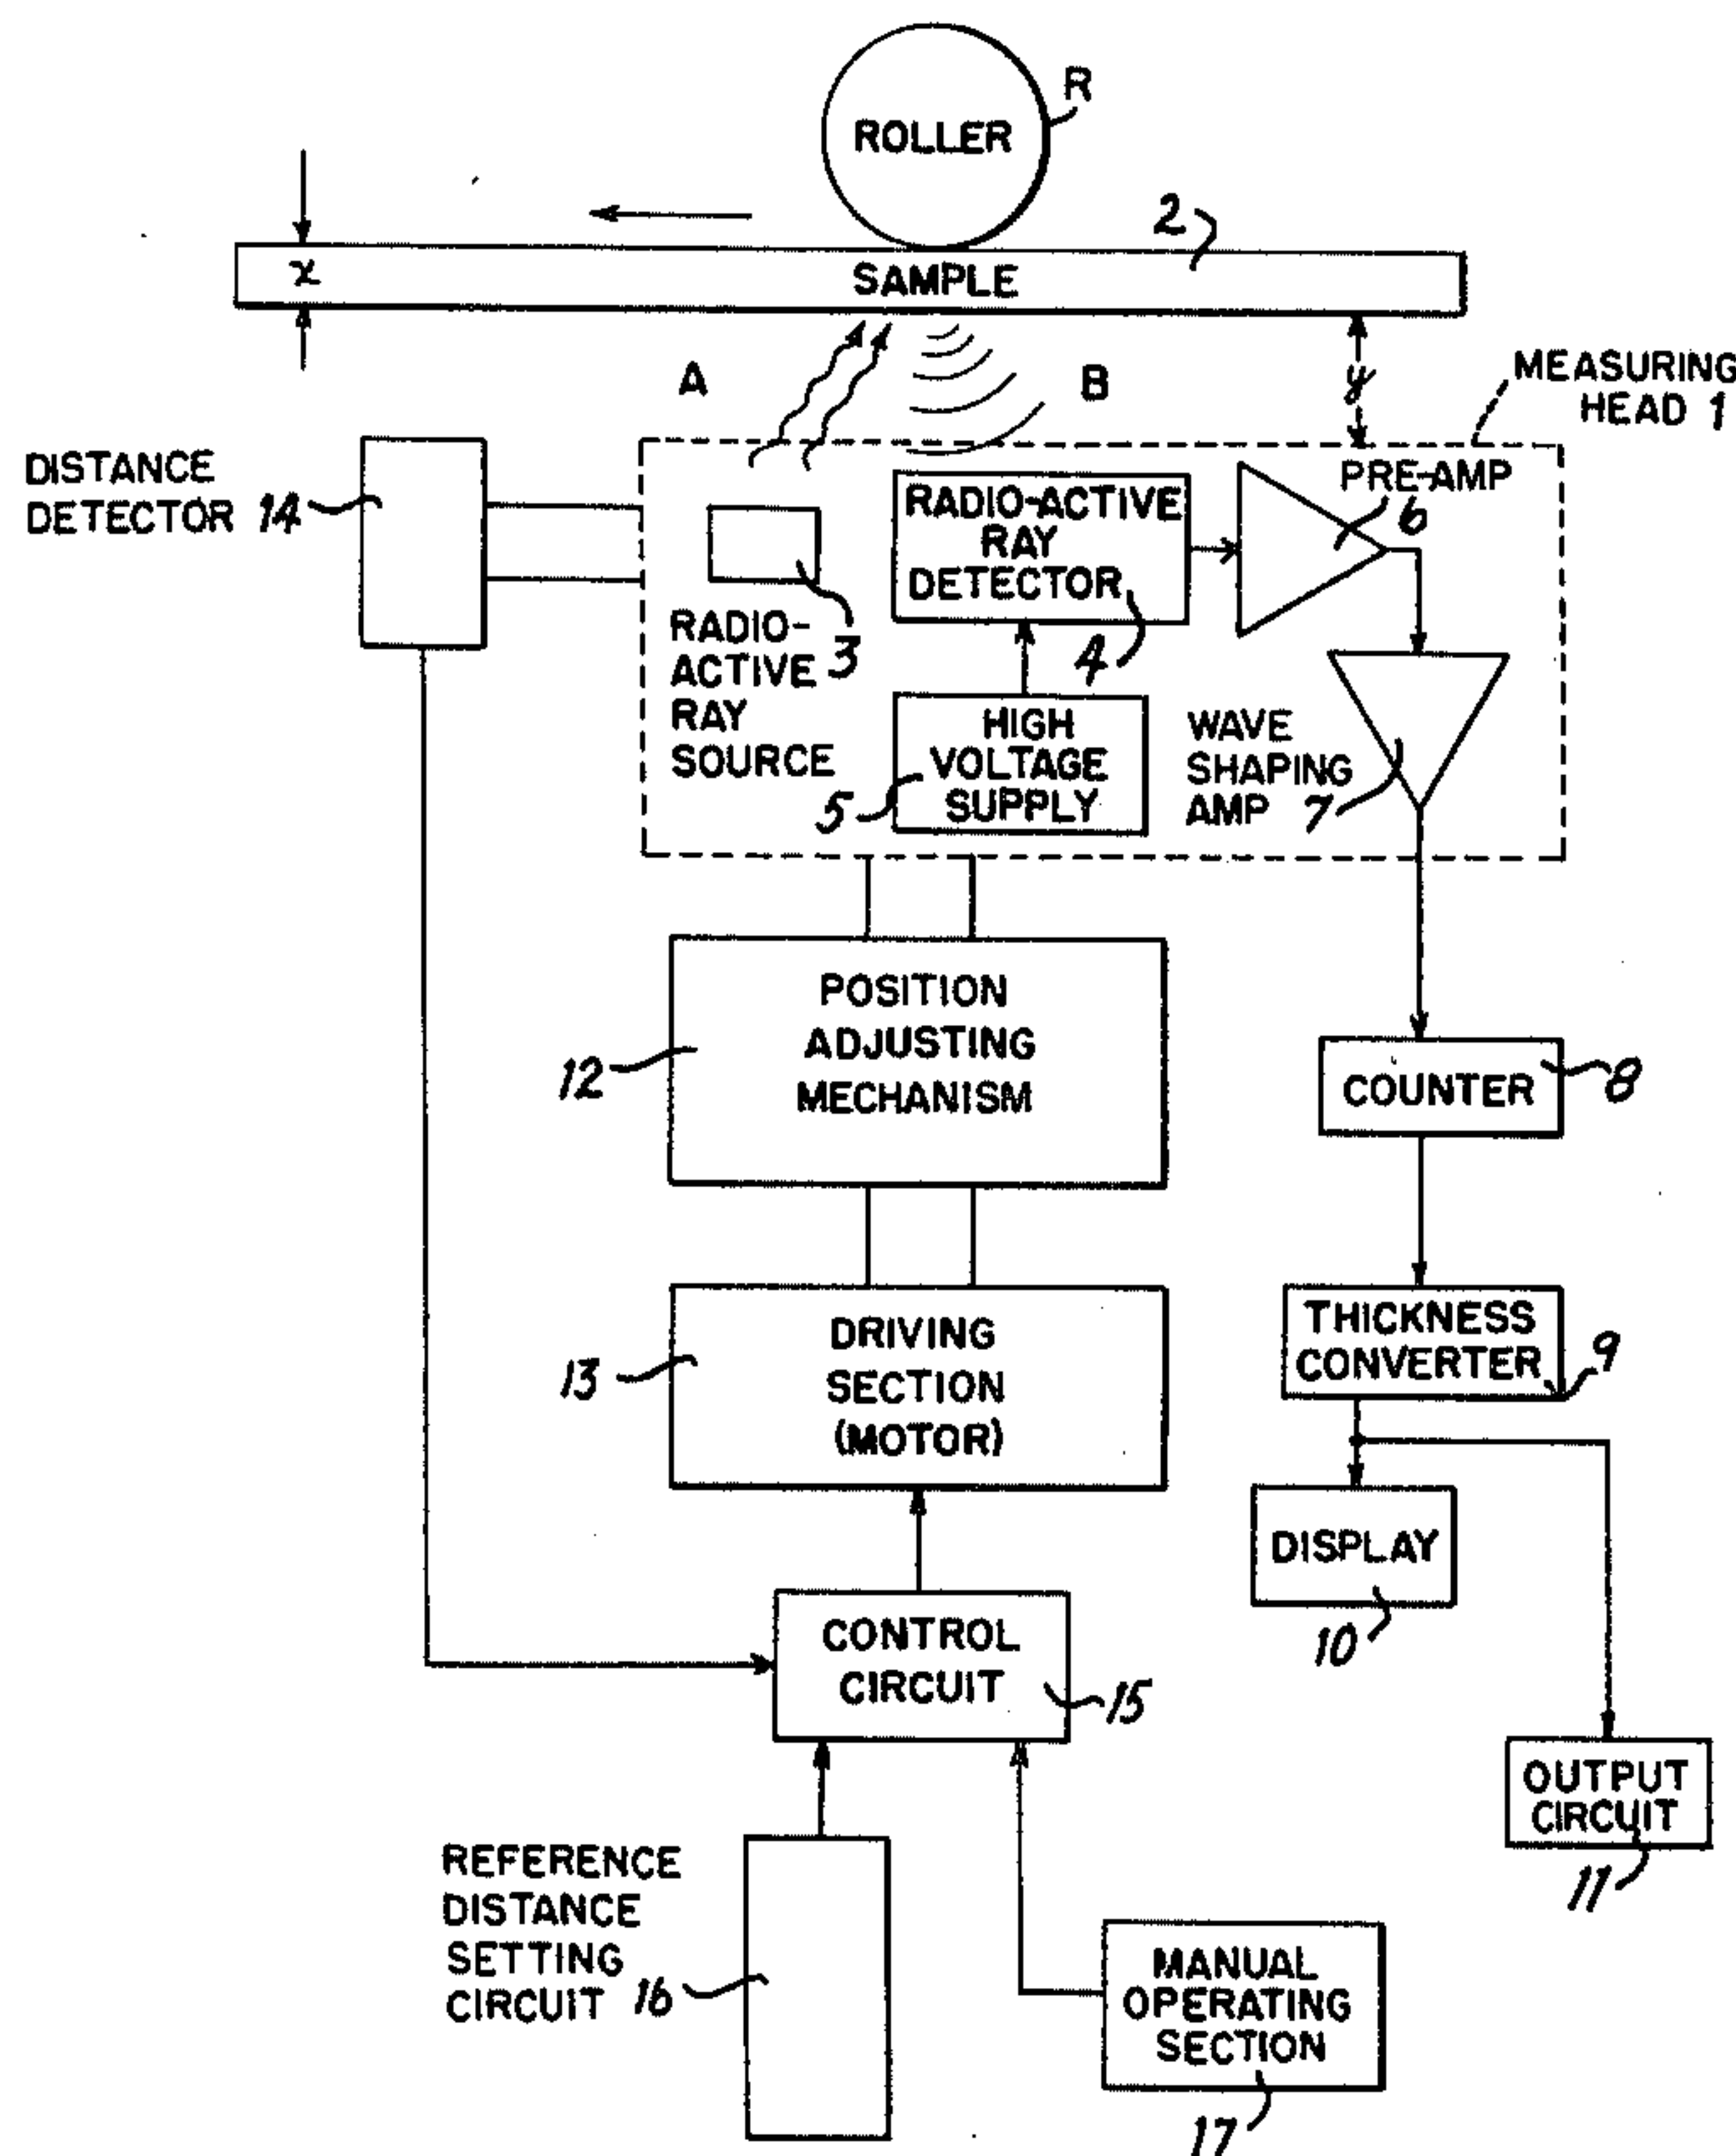 R
ROLLER
2
x
SAMPLE
A
B
y
MEASURING
HEAD 1
DISTANCE
DETECTOR 14
PRE-AMP
6
RADIO-ACTIVE
RAY
DETECTOR
4
3
RADIO-
ACTIVE
RAY
SOURCE
HIGH
VOLTAGE
SUPPLY
5
WAVE
SHAPING
AMP 7
POSITION
ADJUSTING
MECHANISM
12
COUNTER
8
DRIVING
SECTION
(MOTOR)
13
THICKNESS
CONVERTER
9
DISPLAY
10
CONTROL
CIRCUIT
15
OUTPUT
CIRCUIT
11
REFERENCE
DISTANCE
SETTING
CIRCUIT 16
MANUAL
OPERATING
SECTION
17